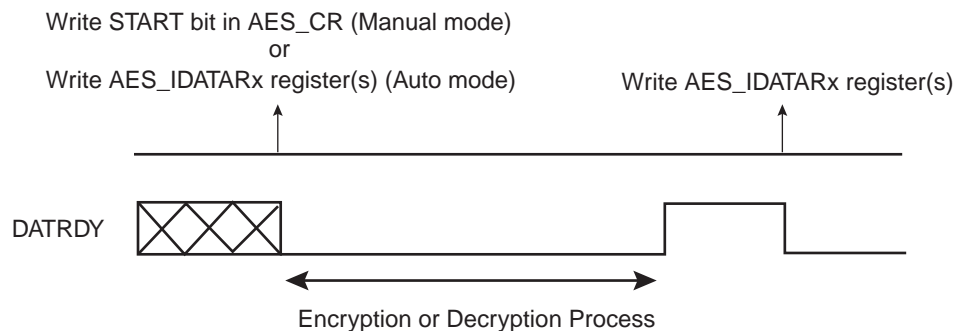 Write START bit in AES_CR (Manual mode)
or
Write AES_IDATARx register(s) (Auto mode)
Write AES_IDATARx register(s)
DATRDY
Encryption or Decryption Process